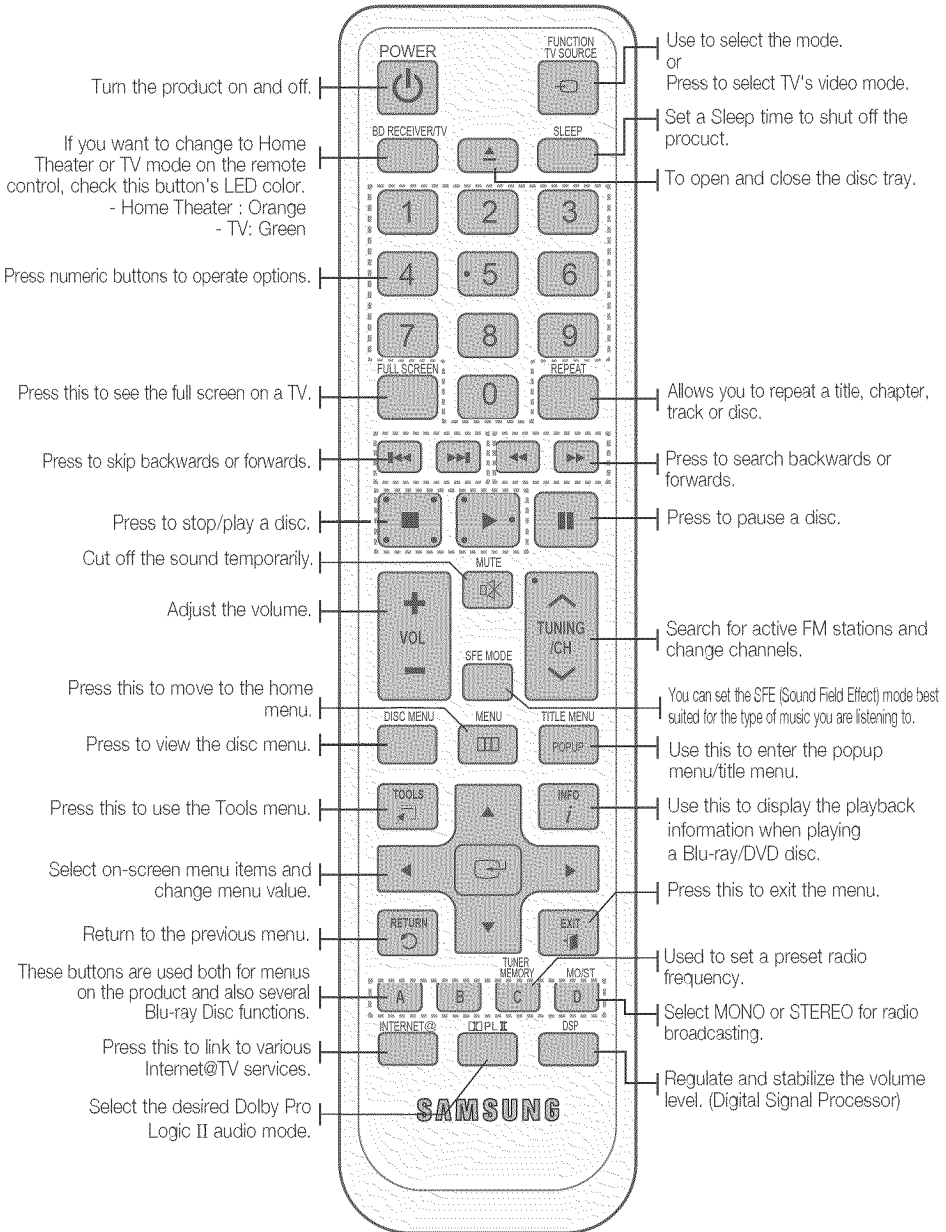 POWER
FUNCTION
TV SOURCE
Use to select the mode.
or
Press to select TV's video mode.
Turn the product on and off.
BD RECEIVER/TV
SLEEP
Set a Sleep time to shut off the
procuct.
If you want to change to Home
Theater or TV mode on the remote
control, check this button's LED color.
- Home Theater : Orange
- TV: Green
To open and close the disc tray.
1
2
3
Press numeric buttons to operate options.
4
5
6
7
8
9
FULL SCREEN
REPEAT
Press this to see the full screen on a TV.
0
Allows you to repeat a title, chapter,
track or disc.
Press to skip backwards or forwards.
Press to search backwards or
forwards.
Press to stop/play a disc.
Press to pause a disc.
Cut off the sound temporarily.
MUTE
Adjust the volume.
+
VOL
-
TUNING
/CH
Search for active FM stations and
change channels.
SFE MODE
Press this to move to the home
menu.
You can set the SFE (Sound Field Effect) mode best
suited for the type of music you are listening to.
DISC MENU
MENU
TITLE MENU
Press to view the disc menu.
POPUP
Use this to enter the popup
menu/title menu.
TOOLS
INFO
i
Press this to use the Tools menu.
Use this to display the playback
information when playing
a Blu-ray/DVD disc.
Select on-screen menu items and
change menu value.
Press this to exit the menu.
RETURN
EXIT
Return to the previous menu.
TUNER
MEMORY
MO/ST
Used to set a preset radio
frequency.
These buttons are used both for menus
on the product and also several
Blu-ray Disc functions.
A
B
C
D
Select MONO or STEREO for radio
broadcasting.
INTERNET@
PL II
DSP
Press this to link to various
Internet@TV services.
Regulate and stabilize the volume
level. (Digital Signal Processor)
Select the desired Dolby Pro
Logic II audio mode.
SAMSUNG